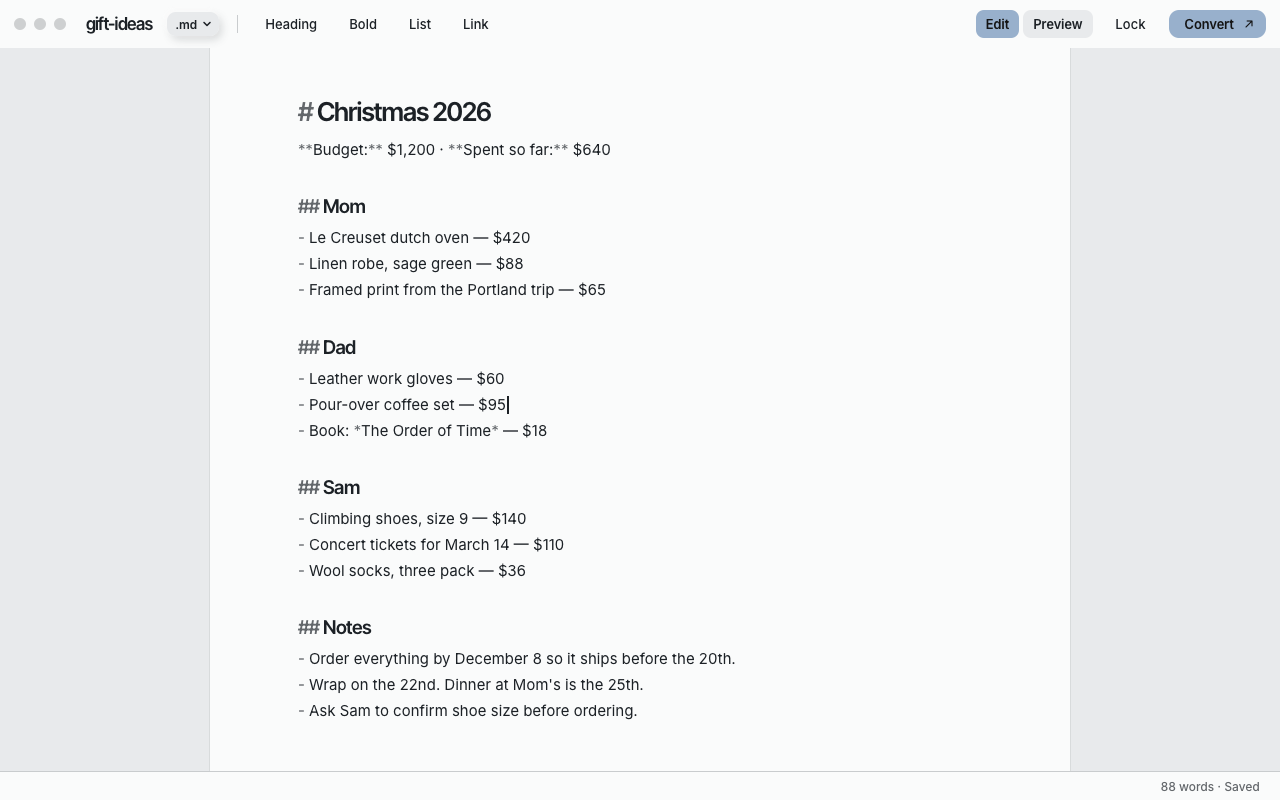 gift-ideas .md Heading Bold List Link Edit Preview Lock Convert ↗
# Christmas 2026
**Budget:** $1,200 · **Spent so far:** $640
## Mom
- Le Creuset dutch oven — $420
- Linen robe, sage green — $88
- Framed print from the Portland trip — $65
## Dad
- Leather work gloves — $60
- Pour-over coffee set — $95
- Book: *The Order of Time* — $18
## Sam
- Climbing shoes, size 9 — $140
- Concert tickets for March 14 — $110
- Wool socks, three pack — $36
## Notes
- Order everything by December 8 so it ships before the 20th.
- Wrap on the 22nd. Dinner at Mom's is the 25th.
- Ask Sam to confirm shoe size before ordering.
88 words · Saved